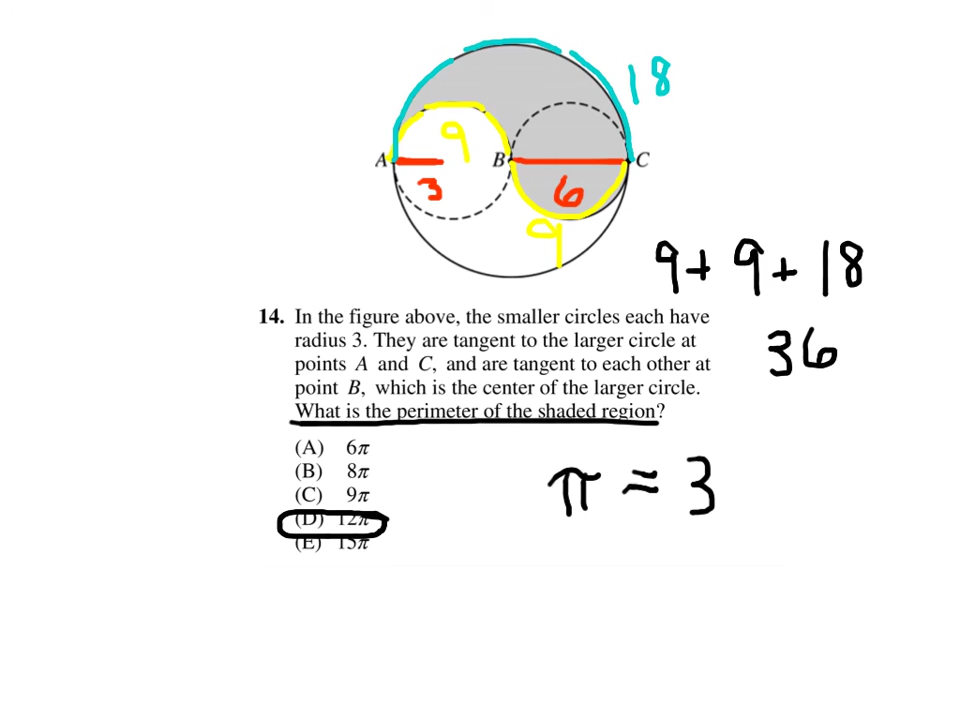 18
9
A B C
3 6
9
9 + 9 + 18
36
14. In the figure above, the smaller circles each have
radius 3. They are tangent to the larger circle at
points A and C, and are tangent to each other at
point B, which is the center of the larger circle.
What is the perimeter of the shaded region?
(A) 6π
(B) 8π
(C) 9π
(D) 12π
(E) 15π
π ≈ 3